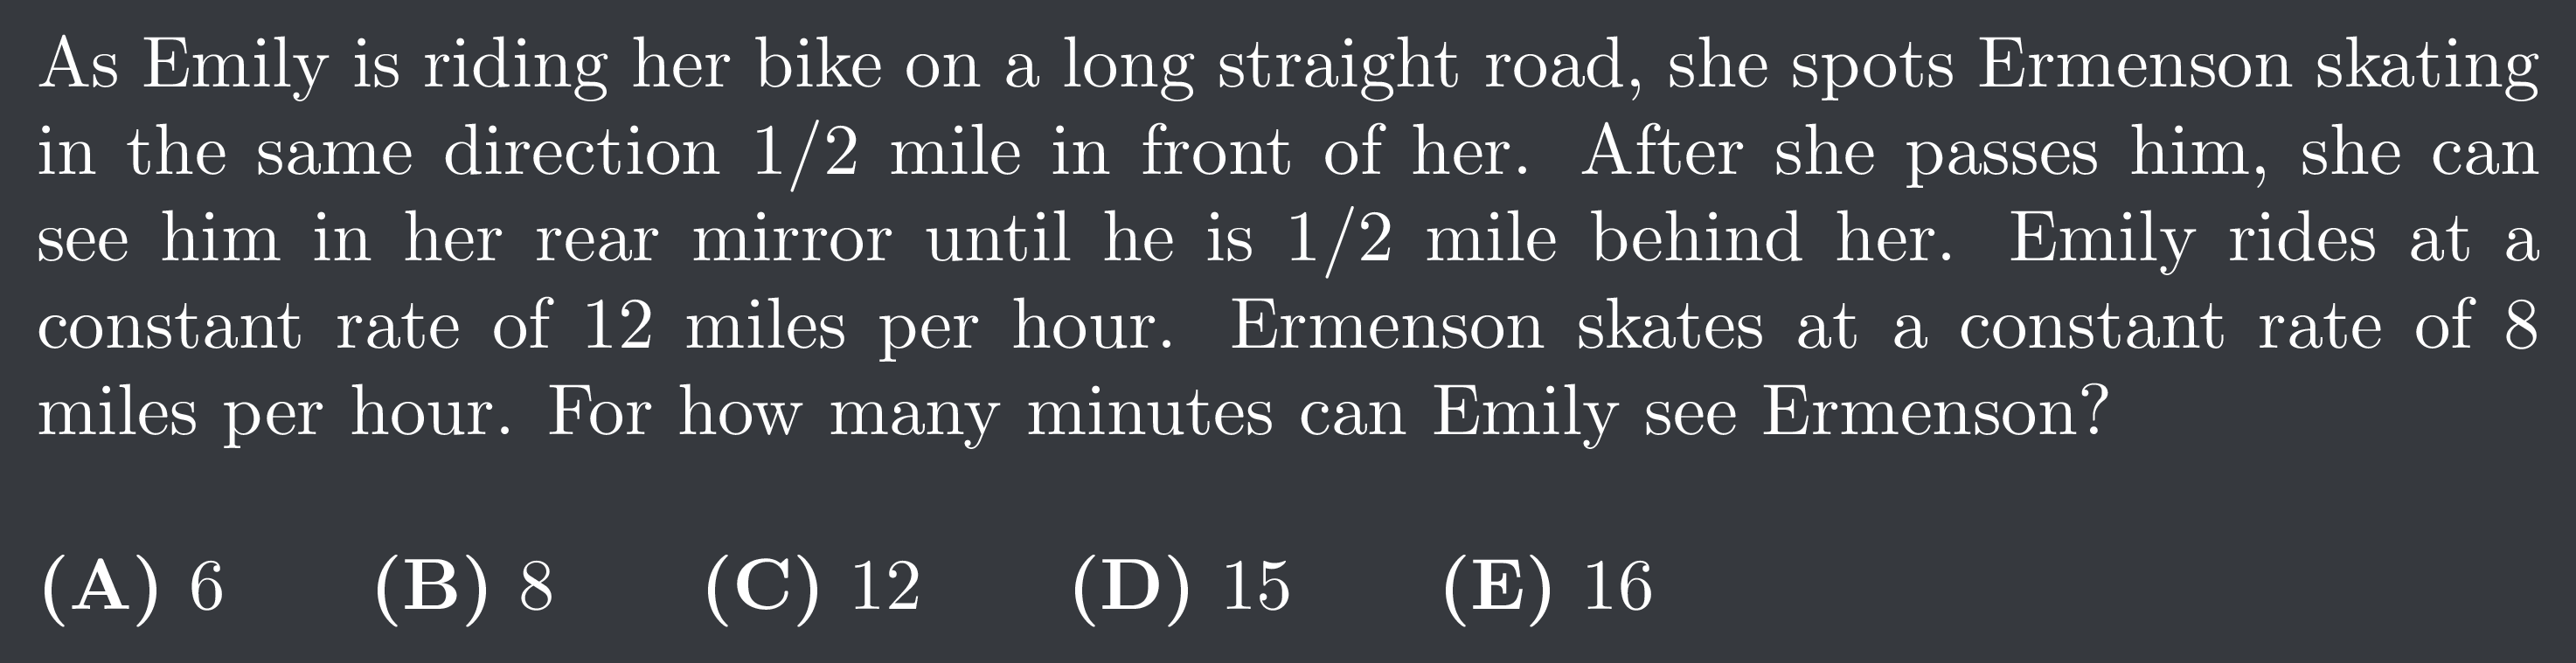 As Emily is riding her bike on a long straight road, she spots Ermenson skating
in the same direction 1/2 mile in front of her. After she passes him, she can
see him in her rear mirror until he is 1/2 mile behind her. Emily rides at a
constant rate of 12 miles per hour. Ermenson skates at a constant rate of 8
miles per hour. For how many minutes can Emily see Ermenson?
(A) 6 (B) 8 (C) 12 (D) 15 (E) 16